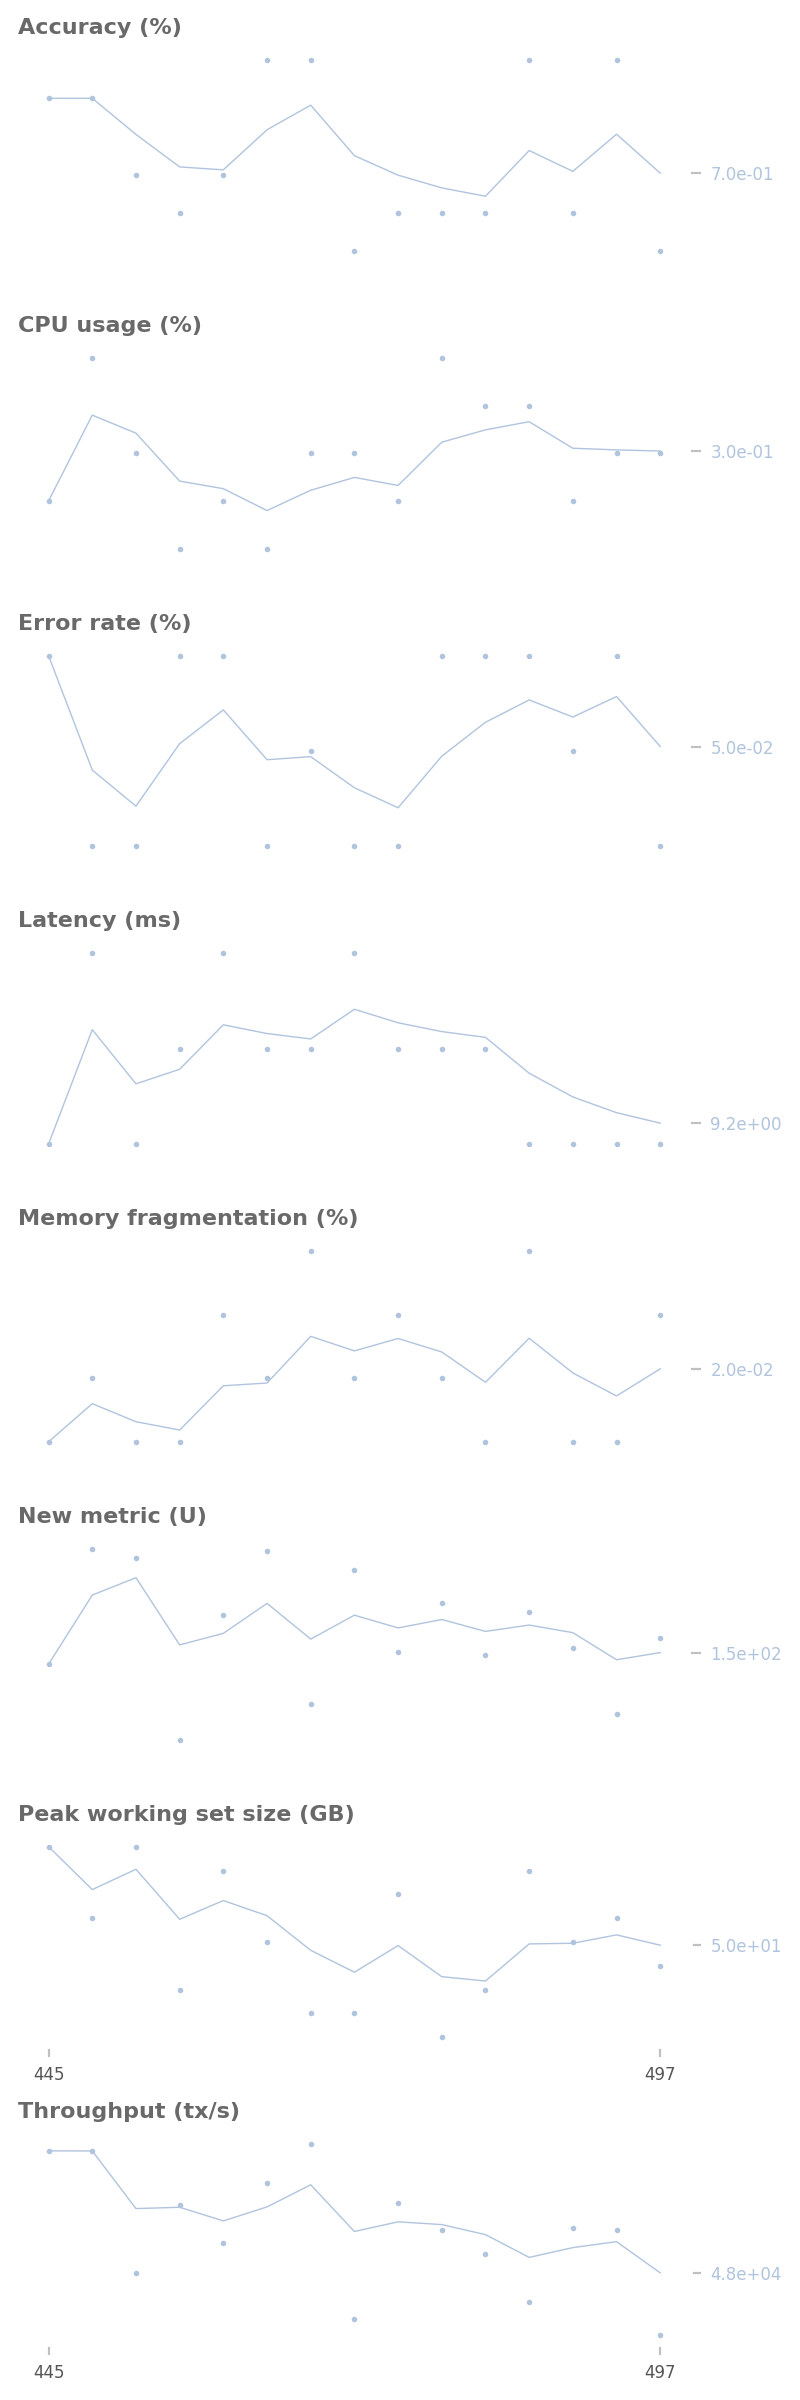 Accuracy (%)
7.0e-01
CPU usage (%)
3.0e-01
Error rate (%)
5.0e-02
Latency (ms)
9.2e+00
Memory fragmentation (%)
2.0e-02
New metric (U)
1.5e+02
Peak working set size (GB)
5.0e+01
445 497
Throughput (tx/s)
4.8e+04
445 497